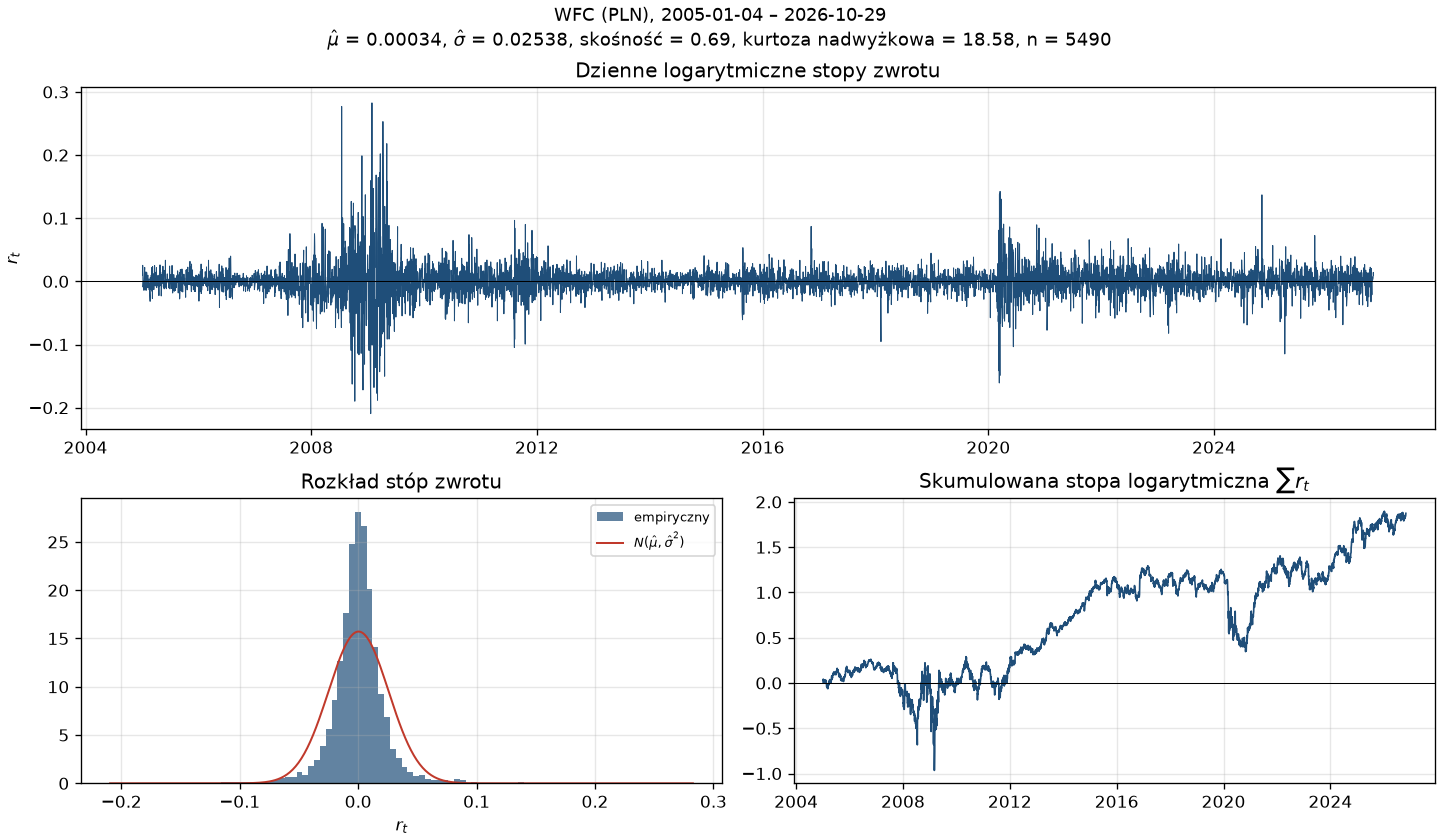 WFC (PLN), 2005-01-04 – 2026-10-29
μ̂ = 0.00034, σ̂ = 0.02538, skośność = 0.69, kurtoza nadwyżkowa = 18.58, n = 5490
Dzienne logarytmiczne stopy zwrotu
0.3
0.2
0.1
0.0
−0.1
−0.2
r_t
2004 2008 2012 2016 2020 2024
Rozkład stóp zwrotu
empiryczny
N(μ̂, σ̂²)
25
20
15
10
5
0
−0.2 −0.1 0.0 0.1 0.2 0.3
r_t
Skumulowana stopa logarytmiczna ∑r_t
2.0
1.5
1.0
0.5
0.0
−0.5
−1.0
2004 2008 2012 2016 2020 2024